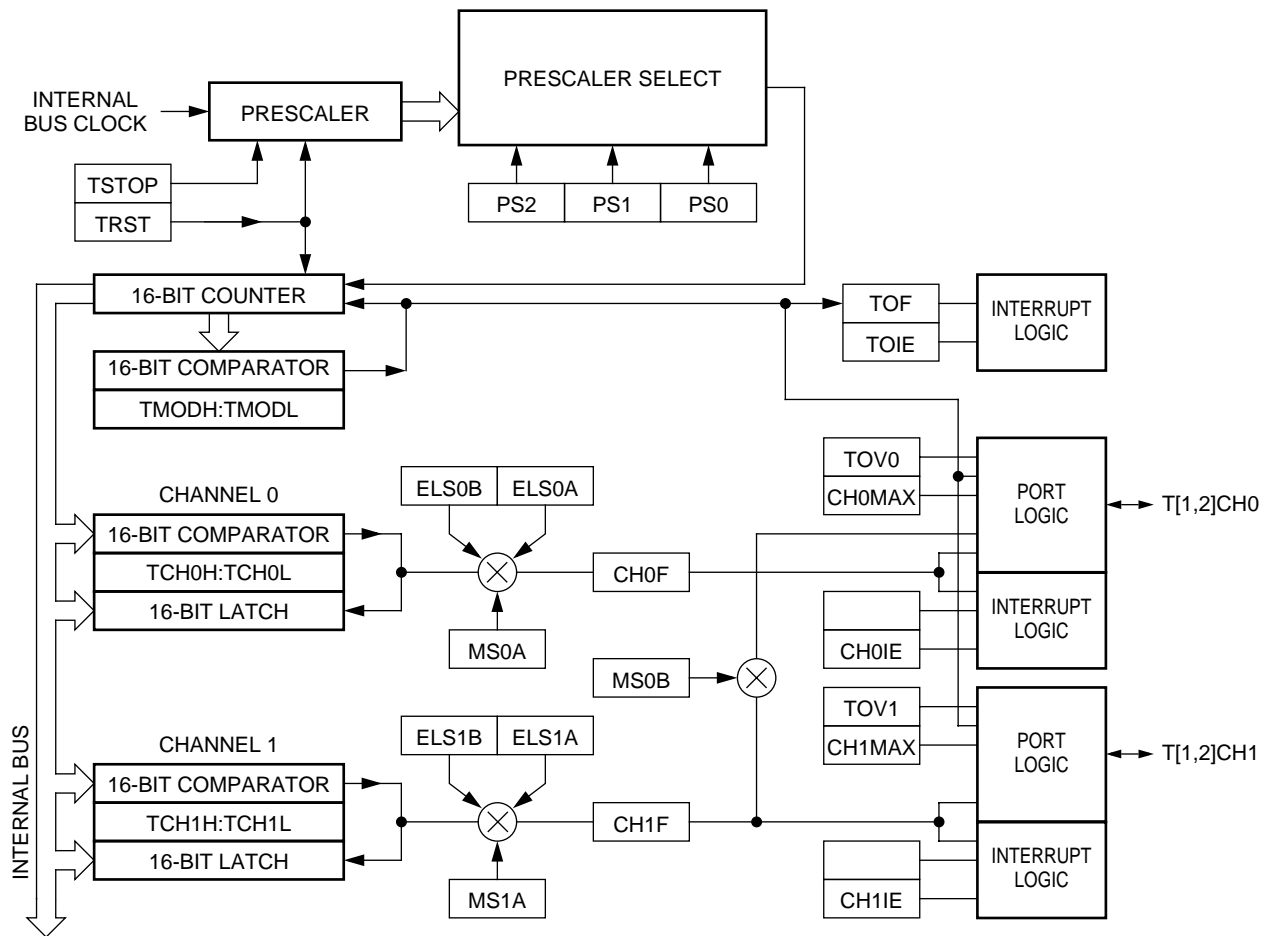 PRESCALER SELECT
INTERNAL
BUS CLOCK
PRESCALER
TSTOP
TRST
PS2
PS1
PS0
16-BIT COUNTER
TOF
TOIE
INTERRUPT
LOGIC
16-BIT COMPARATOR
TMODH:TMODL
CHANNEL 0
ELS0B
ELS0A
TOV0
CH0MAX
PORT
LOGIC
T[1,2]CH0
16-BIT COMPARATOR
TCH0H:TCH0L
16-BIT LATCH
CH0F
MS0A
INTERRUPT
LOGIC
CH0IE
MS0B
CHANNEL 1
ELS1B
ELS1A
TOV1
CH1MAX
PORT
LOGIC
T[1,2]CH1
16-BIT COMPARATOR
TCH1H:TCH1L
16-BIT LATCH
CH1F
MS1A
INTERRUPT
LOGIC
CH1IE
INTERNAL BUS